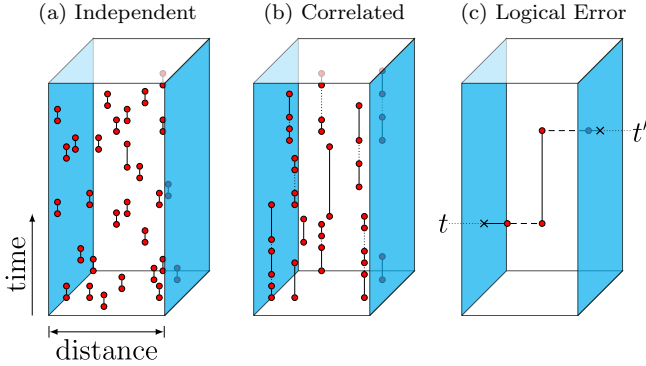 (a) Independent
(b) Correlated
(c) Logical Error
t′
t
time
distance